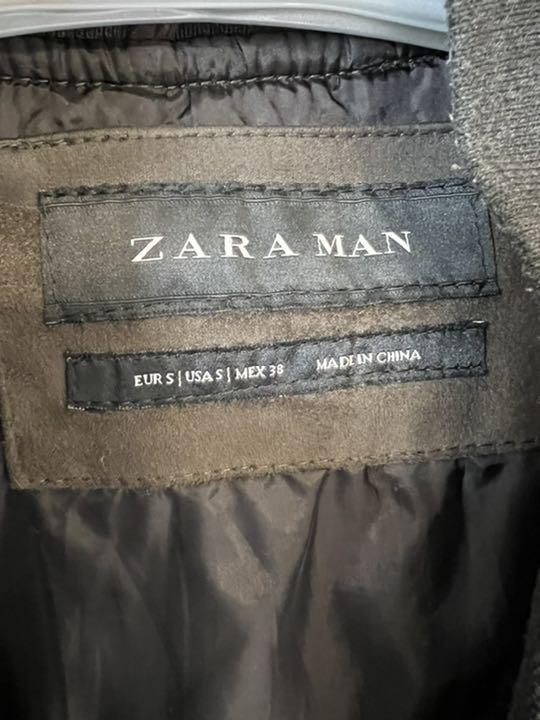 ZARA MAN
EUR S | USA S | MEX 38 MADE IN CHINA